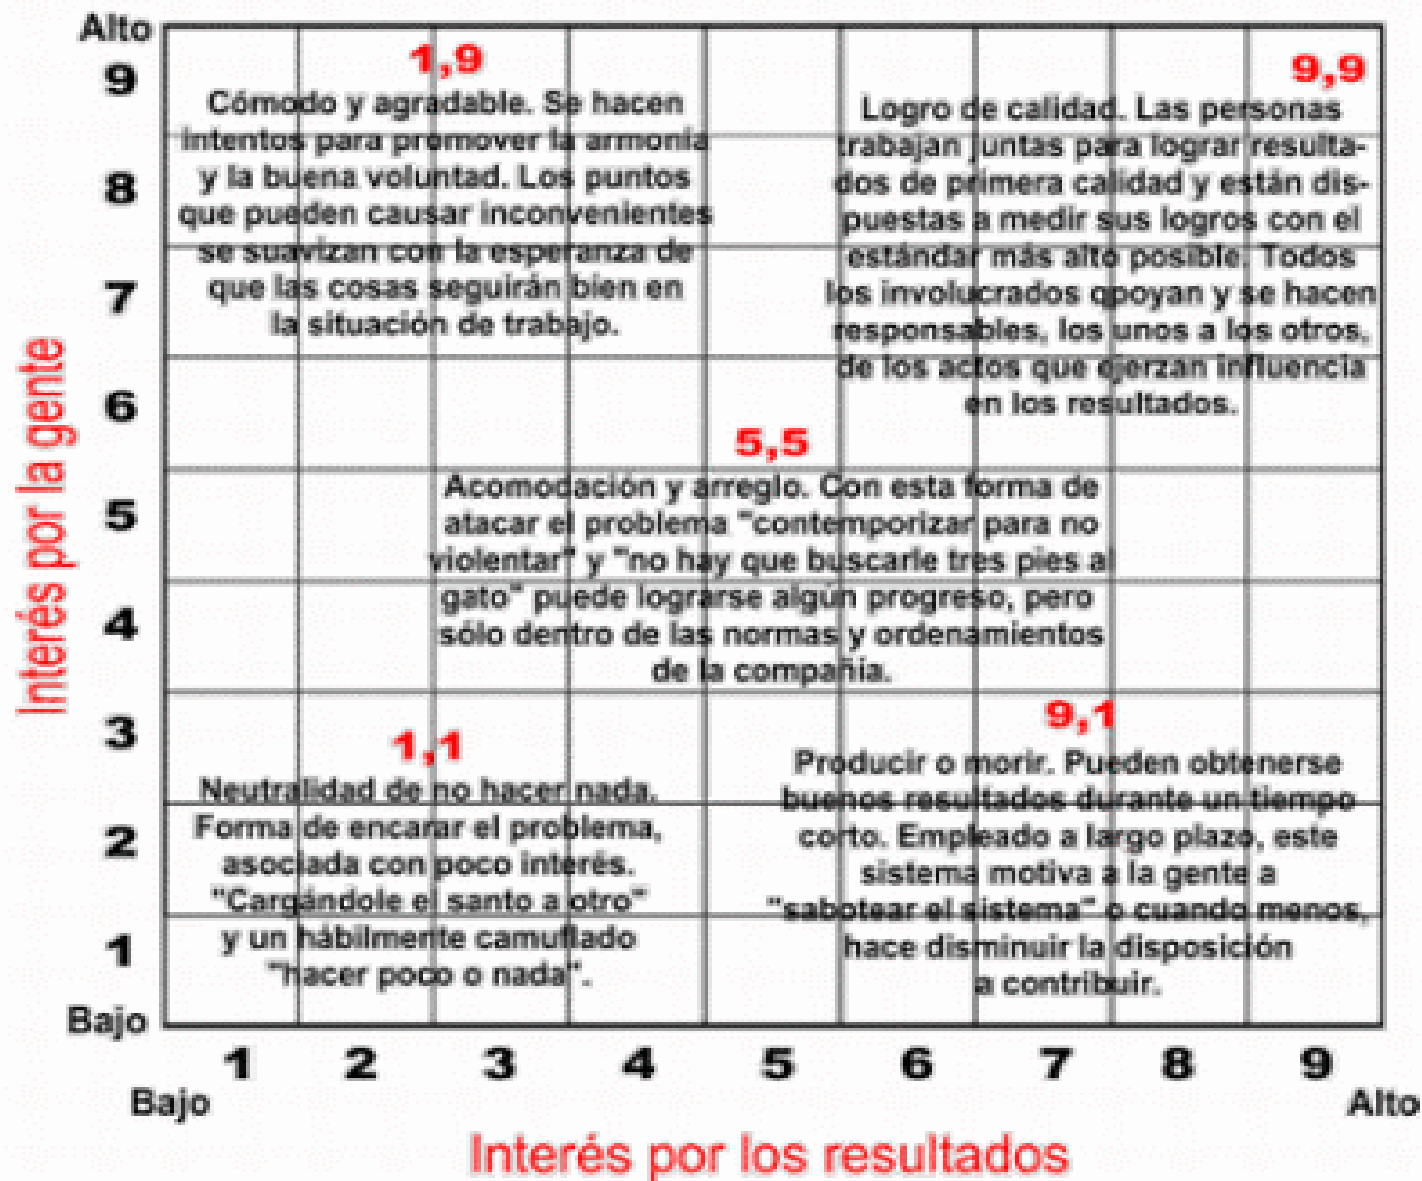 Alto
9
8
7
6
5
4
3
2
1
Bajo
Interés por la gente
1,9
Cómodo y agradable. Se hacen
intentos para promover la armonía
y la buena voluntad. Los puntos
que pueden causar inconvenientes
se suavizan con la esperanza de
que las cosas seguirán bien en
la situación de trabajo.
9,9
Logro de calidad. Las personas
trabajan juntas para lograr resulta-
dos de primera calidad y están dis-
puestas a medir sus logros con el
estándar más alto posible. Todos
los involucrados qpoyan y se hacen
responsables, los unos a los otros,
de los actos que ejerzan influencia
en los resultados.
5,5
Acomodación y arreglo. Con esta forma de
atacar el problema "contemporizar para no
violentar" y "no hay que buscarle tres pies al
gato" puede lograrse algún progreso, pero
sólo dentro de las normas y ordenamientos
de la compañía.
1,1
Neutralidad de no hacer nada.
Forma de encarar el problema,
asociada con poco interés.
"Cargándole el santo a otro"
y un hábilmente camuflado
"hacer poco o nada".
9,1
Producir o morir. Pueden obtenerse
buenos resultados durante un tiempo
corto. Empleado a largo plazo, este
sistema motiva a la gente a
"sabotear el sistema" o cuando menos,
hace disminuir la disposición
a contribuir.
1 2 3 4 5 6 7 8 9
Bajo Alto
Interés por los resultados